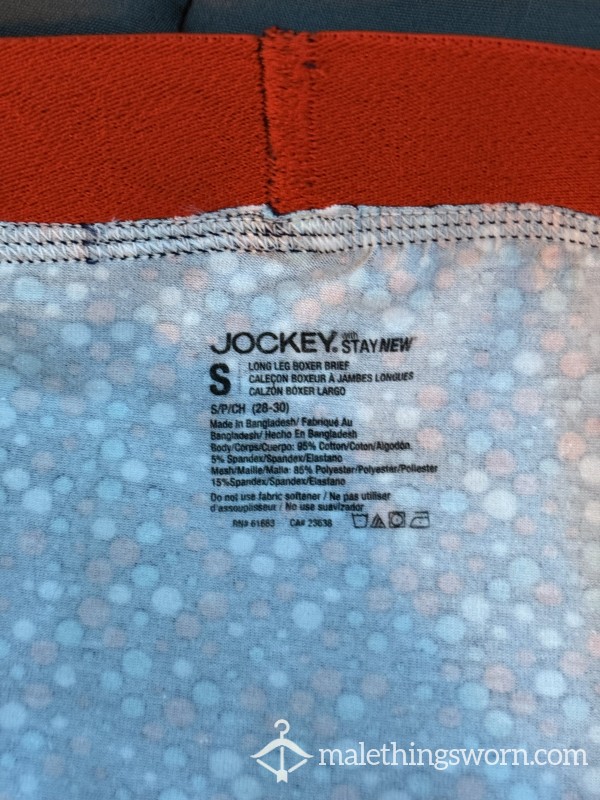 JOCKEY® with STAYNEW™
S LONG LEG BOXER BRIEF
CALEÇON BOXEUR À JAMBES LONGUES
CALZÓN BÓXER LARGO
S/P/CH (28-30)
Made In Bangladesh/ Fabriqué Au
Bangladesh/ Hecho En Bangladesh
Body/Corps/Cuerpo: 95% Cotton/Coton/Algodón
5% Spandex/Spandex/Elastano
Mesh/Maille/Malla: 85% Polyester/Polyester/Poliester
15%Spandex/Spandex/Elastano
Do not use fabric softener / Ne pas utiliser
d'assouplisseur / No use suavizador
RN# 61683 CA# 23638
malethingsworn.com